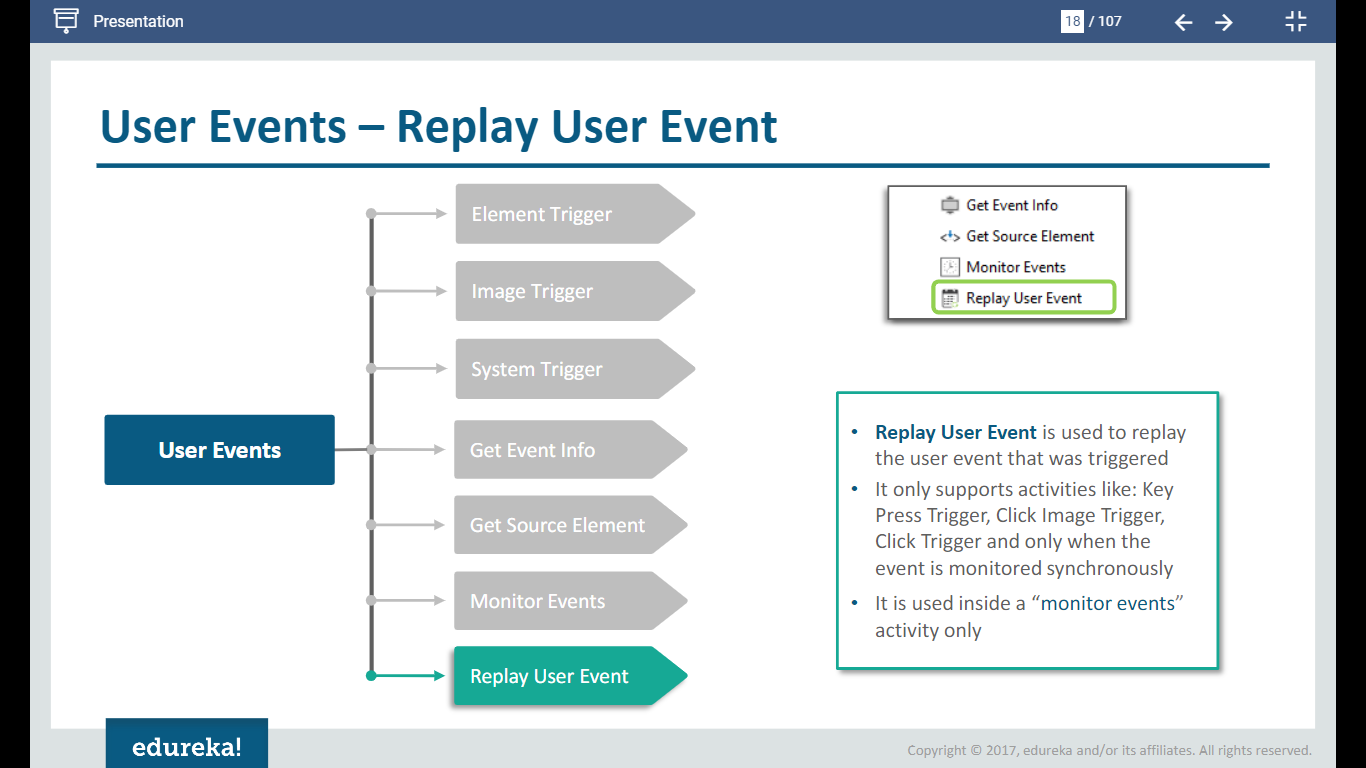 Presentation
18 / 107
User Events – Replay User Event
Element Trigger
Image Trigger
System Trigger
User Events
Get Event Info
Get Source Element
Monitor Events
Replay User Event
Get Event Info
Get Source Element
Monitor Events
Replay User Event
• Replay User Event is used to replay
the user event that was triggered
• It only supports activities like: Key
Press Trigger, Click Image Trigger,
Click Trigger and only when the
event is monitored synchronously
• It is used inside a “monitor events”
activity only
edureka!
Copyright © 2017, edureka and/or its affiliates. All rights reserved.